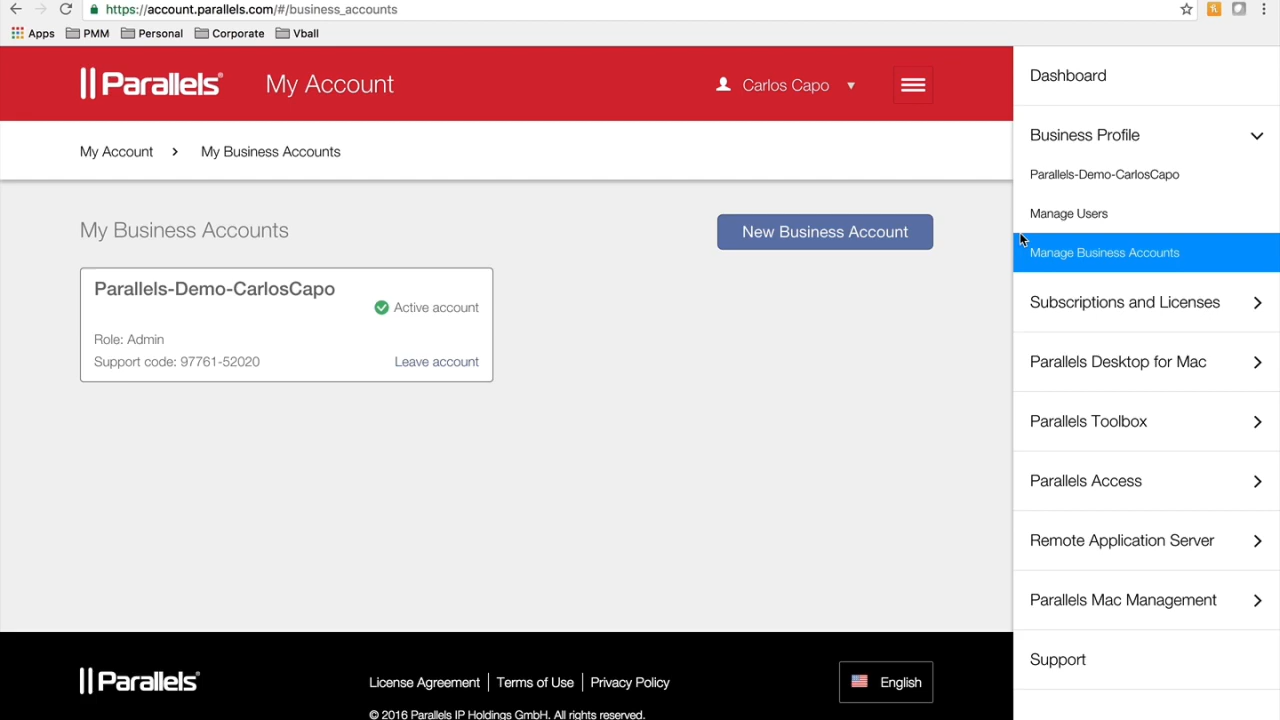 https://account.parallels.com/#/business_accounts
Apps PMM Personal Corporate Vball
Parallels® My Account Carlos Capo
My Account > My Business Accounts
My Business Accounts
New Business Account
Parallels-Demo-CarlosCapo
Active account
Role: Admin
Support code: 97761-52020 Leave account
Dashboard
Business Profile
Parallels-Demo-CarlosCapo
Manage Users
Manage Business Accounts
Subscriptions and Licenses
Parallels Desktop for Mac
Parallels Toolbox
Parallels Access
Remote Application Server
Parallels Mac Management
Support
Parallels®
License Agreement | Terms of Use | Privacy Policy
English
© 2016 Parallels IP Holdings GmbH. All rights reserved.